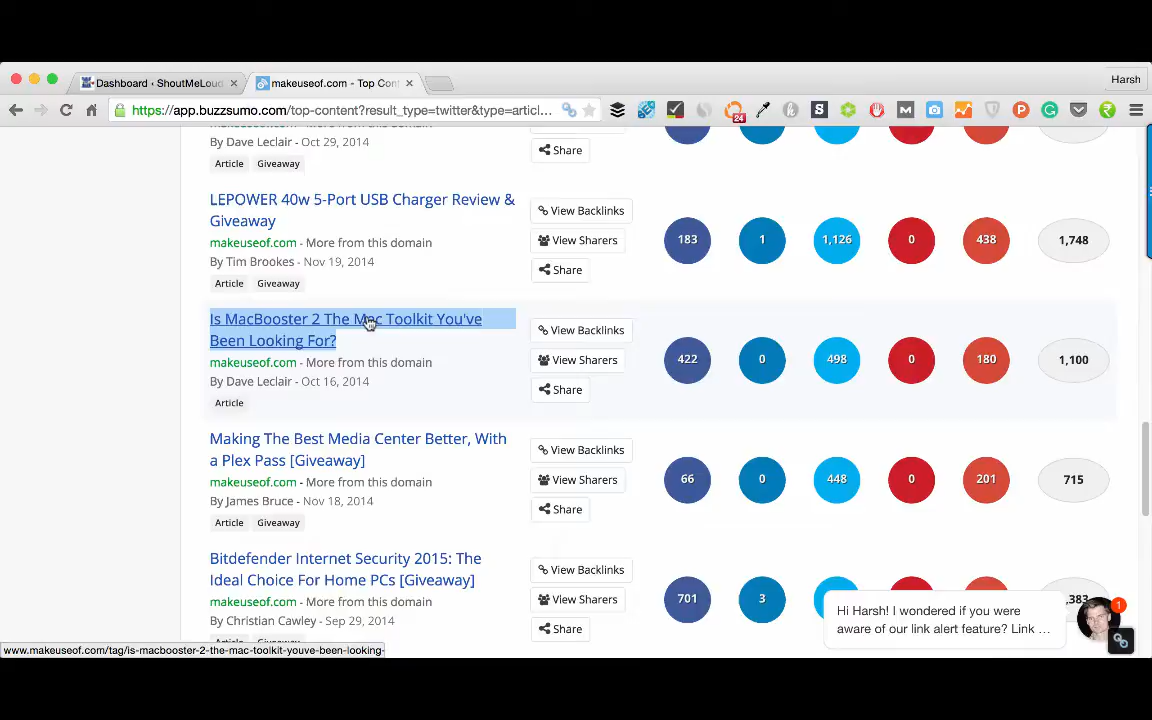 Dashboard ‹ ShoutMeLoud
makeuseof.com - Top Cont
Harsh
https://app.buzzsumo.com/top-content?result_type=twitter&type=articl...
24
By Dave Leclair - Oct 29, 2014
Article Giveaway
Share
LEPOWER 40w 5-Port USB Charger Review &
Giveaway
makeuseof.com - More from this domain
By Tim Brookes - Nov 19, 2014
Article Giveaway
View Backlinks
View Sharers
Share
183 1 1,126 0 438 1,748
Is MacBooster 2 The Mac Toolkit You've
Been Looking For?
makeuseof.com - More from this domain
By Dave Leclair - Oct 16, 2014
Article
View Backlinks
View Sharers
Share
422 0 498 0 180 1,100
Making The Best Media Center Better, With
a Plex Pass [Giveaway]
makeuseof.com - More from this domain
By James Bruce - Nov 18, 2014
Article Giveaway
View Backlinks
View Sharers
Share
66 0 448 0 201 715
Bitdefender Internet Security 2015: The
Ideal Choice For Home PCs [Giveaway]
makeuseof.com - More from this domain
By Christian Cawley - Sep 29, 2014
View Backlinks
View Sharers
Share
701 3 ,383
Hi Harsh! I wondered if you were
aware of our link alert feature? Link ...
1
www.makeuseof.com/tag/is-macbooster-2-the-mac-toolkit-youve-been-looking-